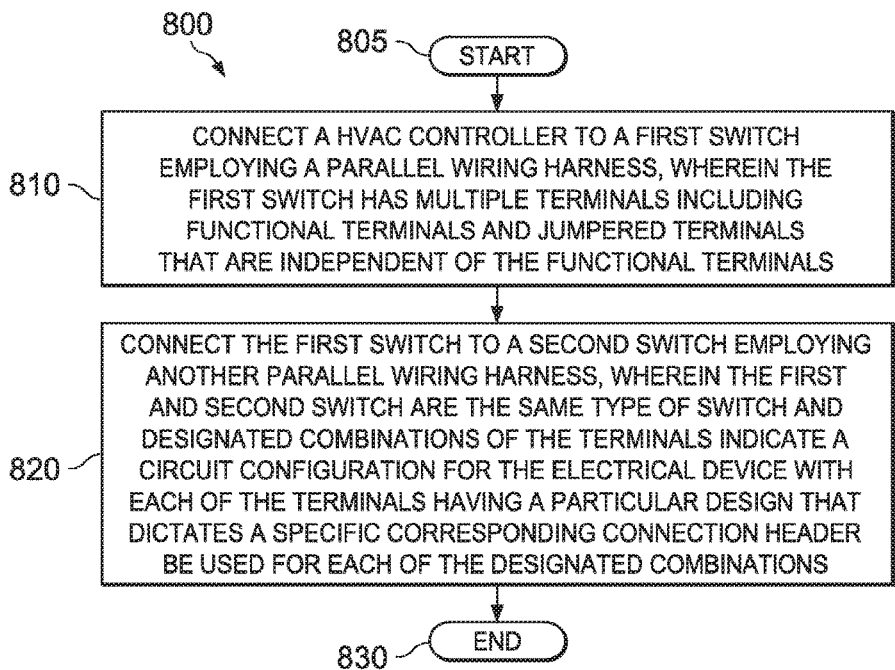 800
805
START
810
CONNECT A HVAC CONTROLLER TO A FIRST SWITCH
EMPLOYING A PARALLEL WIRING HARNESS, WHEREIN THE
FIRST SWITCH HAS MULTIPLE TERMINALS INCLUDING
FUNCTIONAL TERMINALS AND JUMPERED TERMINALS
THAT ARE INDEPENDENT OF THE FUNCTIONAL TERMINALS
820
CONNECT THE FIRST SWITCH TO A SECOND SWITCH EMPLOYING
ANOTHER PARALLEL WIRING HARNESS, WHEREIN THE FIRST
AND SECOND SWITCH ARE THE SAME TYPE OF SWITCH AND
DESIGNATED COMBINATIONS OF THE TERMINALS INDICATE A
CIRCUIT CONFIGURATION FOR THE ELECTRICAL DEVICE WITH
EACH OF THE TERMINALS HAVING A PARTICULAR DESIGN THAT
DICTATES A SPECIFIC CORRESPONDING CONNECTION HEADER
BE USED FOR EACH OF THE DESIGNATED COMBINATIONS
830
END